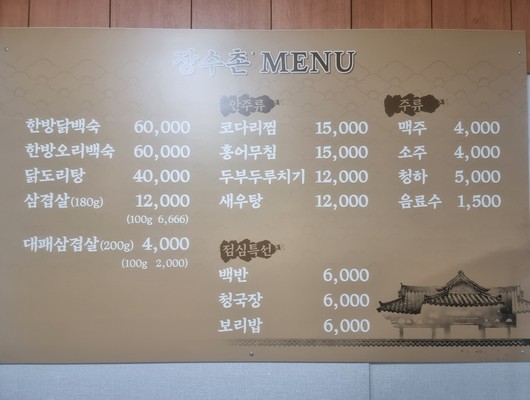 장수촌 MENU
한방닭백숙 60,000
한방오리백숙 60,000
닭도리탕 40,000
삼겹살(180g) 12,000
(100g 6,666)
대패삼겹살(200g) 4,000
(100g 2,000)
안주류
코다리찜 15,000
홍어무침 15,000
두부두루치기 12,000
새우탕 12,000
점심특선
백반 6,000
청국장 6,000
보리밥 6,000
주류
맥주 4,000
소주 4,000
청하 5,000
음료수 1,500